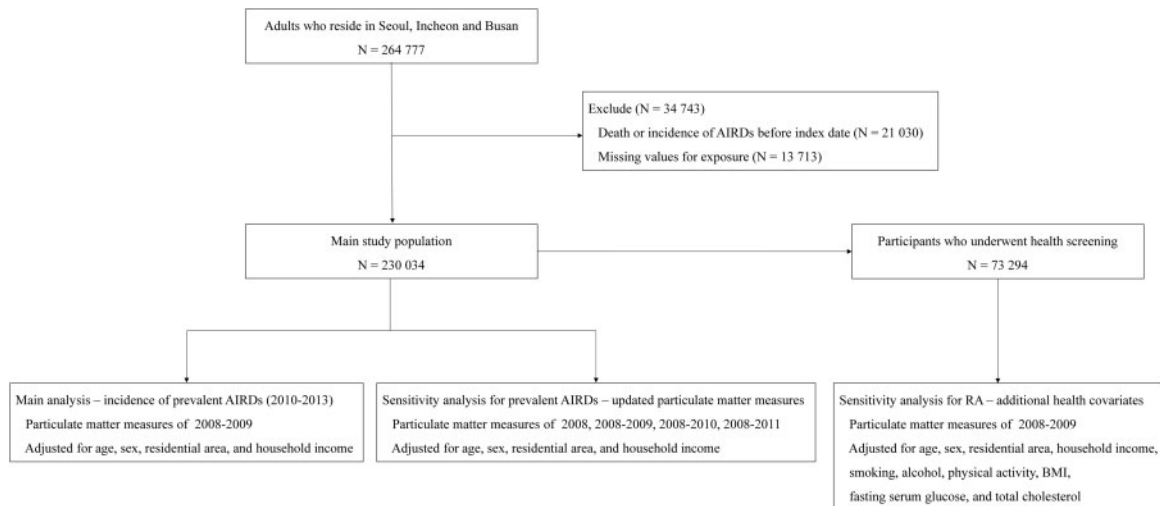 Adults who reside in Seoul, Incheon and Busan
N = 264 777
Exclude (N = 34 743)
Death or incidence of AIRDs before index date (N = 21 030)
Missing values for exposure (N = 13 713)
Main study population
N = 230 034
Participants who underwent health screening
N = 73 294
Main analysis – incidence of prevalent AIRDs (2010-2013)
Particulate matter measures of 2008-2009
Adjusted for age, sex, residential area, and household income
Sensitivity analysis for prevalent AIRDs – updated particulate matter measures
Particulate matter measures of 2008, 2008-2009, 2008-2010, 2008-2011
Adjusted for age, sex, residential area, and household income
Sensitivity analysis for RA – additional health covariates
Particulate matter measures of 2008-2009
Adjusted for age, sex, residential area, household income,
smoking, alcohol, physical activity, BMI,
fasting serum glucose, and total cholesterol